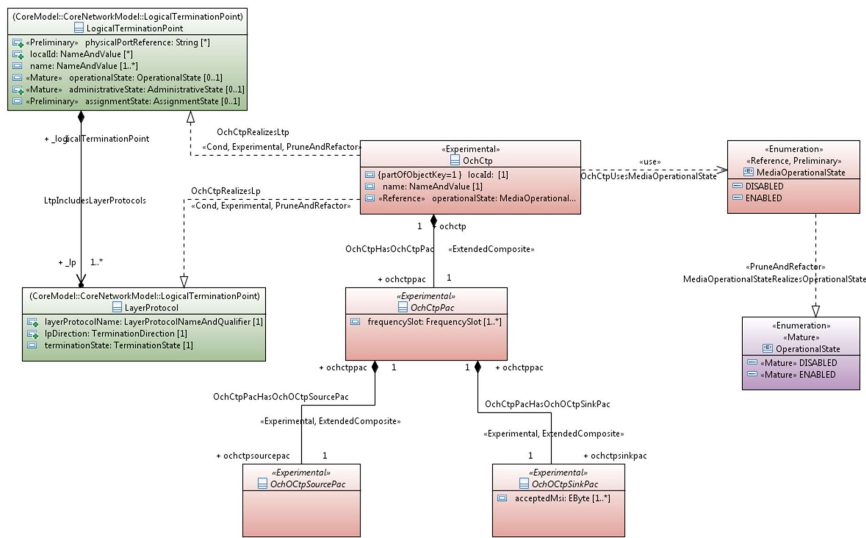 (CoreModel::CoreNetworkModel::LogicalTerminationPoint)
LogicalTerminationPoint
«Preliminary» physicalPortReference: String [*]
localId: NameAndValue [*]
name: NameAndValue [1..*]
«Mature» operationalState: OperationalState [0..1]
«Mature» administrativeState: AdministrativeState [0..1]
«Preliminary» assignmentState: AssignmentState [0..1]
+ _logicalTerminationPoint
OchCtpRealizesLtp
«Cond, Experimental, PruneAndRefactor»
«Experimental»
OchCtp
{partOfObjectKey=1 } localId: [1]
name: NameAndValue [1]
«Reference» operationalState: MediaOperational...
«use»
OchCtpUsesMediaOperationalState
«Enumeration»
«Reference, Preliminary»
MediaOperationalState
DISABLED
ENABLED
OchCtpRealizesLp
«Cond, Experimental, PruneAndRefactor»
LtpIncludesLayerProtocols
1
+ ochctp
OchCtpHasOchCtpPac
«ExtendedComposite»
+ _lp
1..*
+ ochctppac
1
«PruneAndRefactor»
MediaOperationalStateRealizesOperationalState
(CoreModel::CoreNetworkModel::LogicalTerminationPoint)
LayerProtocol
layerProtocolName: LayerProtocolNameAndQualifier [1]
lpDirection: TerminationDirection [1]
terminationState: TerminationState [1]
«Experimental»
OchCtpPac
frequencySlot: FrequencySlot [1..*]
«Enumeration»
«Mature»
OperationalState
«Mature» DISABLED
«Mature» ENABLED
+ ochctppac
1
1
+ ochctppac
OchCtpPacHasOchOCtpSourcePac
«Experimental, ExtendedComposite»
OchCtpPacHasOchOCtpSinkPac
«Experimental, ExtendedComposite»
+ ochctpsourcepac
1
1
+ ochctpsinkpac
«Experimental»
OchOCtpSourcePac
«Experimental»
OchOCtpSinkPac
acceptedMsi: EByte [1..*]